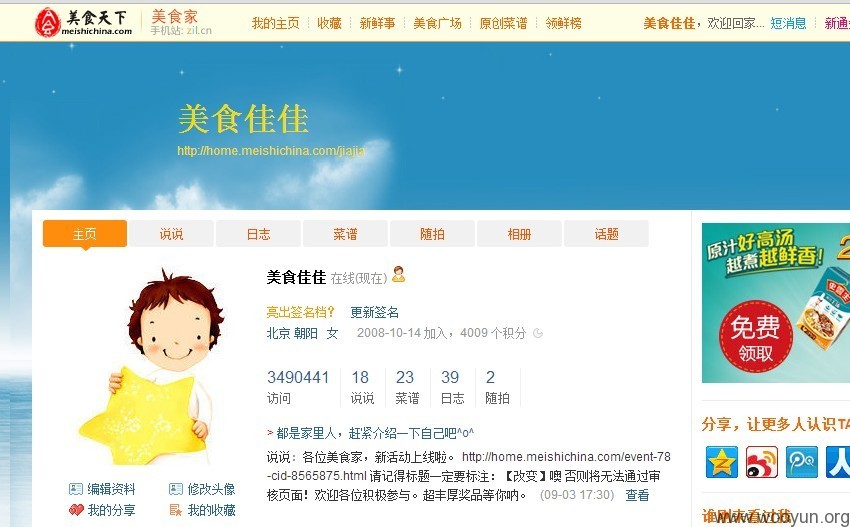 美食天下
meishichina.com
美食家
手机站: zil.cn
我的主页 收藏 新鲜事 美食广场 原创菜谱 领鲜榜
美食佳佳，欢迎回家... 短消息 新通
美食佳佳
http://home.meishichina.com/jiajia
主页 说说 日志 菜谱 随拍 相册 话题
美食佳佳 在线(现在)
亮出签名档? 更新签名
北京 朝阳 女 2008-10-14 加入，4009 个积分
3490441 18 23 39 2
访问 说说 菜谱 日志 随拍
> 都是家里人，赶紧介绍一下自己吧^o^
说说：各位美食家，新活动上线啦。 http://home.meishichina.com/event-78
-cid-8565875.html 请记得标题一定要标注：【改变】噢 否则将无法通过审
核页面！欢迎各位积极参与。超丰厚奖品等你哟。 (09-03 17:30) 查看
编辑资料 修改头像
我的分享 我的收藏
原汁好高汤
越煮越鲜香！
免费
领取
分享，让更多人认识TA
谁刚来看过我
www.wooyun.org